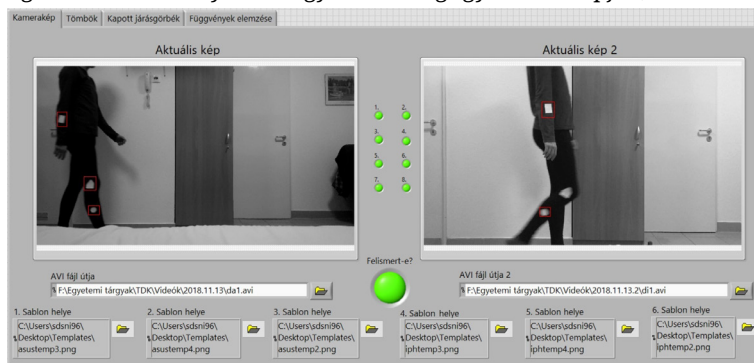 Kamerakép Tömbök Kapott járásgörbék Függvények elemzése
Aktuális kép
Aktuális kép 2
1. 2.
3. 4.
5. 6.
7. 8.
Felismert-e?
AVI fájl útja
F:\Egyetemi tárgyak\TDK\Videók\2018.11.13\da1.avi
AVI fájl útja 2
F:\Egyetemi tárgyak\TDK\Videók\2018.11.13.2\di1.avi
1. Sablon helye
C:\Users\sdsni96\
Desktop\Templates\
asustemp3.png
2. Sablon helye
C:\Users\sdsni96\
Desktop\Templates\
asustemp4.png
3. Sablon helye
C:\Users\sdsni96\
Desktop\Templates\
asustemp2.png
4. Sablon helye
C:\Users\sdsni96\
Desktop\Templates\
iphtemp3.png
5. Sablon helye
C:\Users\sdsni96\
Desktop\Templates\
iphtemp4.png
6. Sablon helye
C:\Users\sdsni96\
Desktop\Templates\
iphtemp2.png